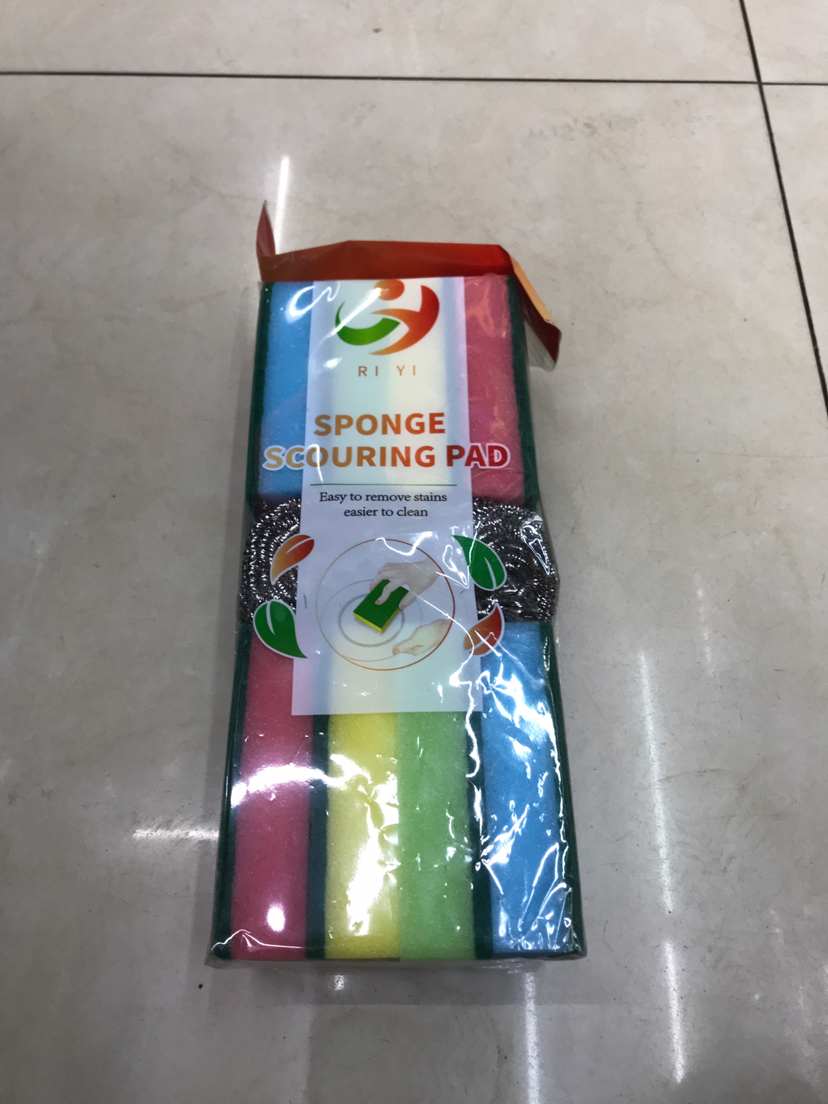 RI YI
SPONGE
SCOURING PAD
Easy to remove stains
easier to clean